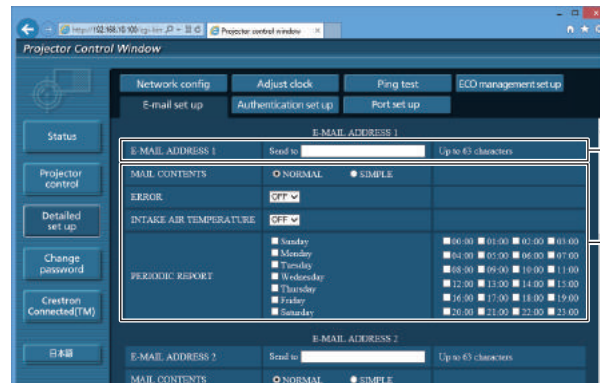 http://192.168.10.100/cgi-bin
Projector control window
Projector Control Window
Network config Adjust clock Ping test ECO management set up
E-mail set up Authentication set up Port set up
Status
Projector control
Detailed set up
Change password
Crestron Connected(TM)
日本語
E-MAIL ADDRESS 1
E-MAIL ADDRESS 1 Send to Up to 63 characters
MAIL CONTENTS NORMAL SIMPLE
ERROR OFF
INTAKE AIR TEMPERATURE OFF
PERIODIC REPORT
Sunday
Monday
Tuesday
Wednesday
Thursday
Friday
Saturday
00:00 01:00 02:00 03:00
04:00 05:00 06:00 07:00
08:00 09:00 10:00 11:00
12:00 13:00 14:00 15:00
16:00 17:00 18:00 19:00
20:00 21:00 22:00 23:00
E-MAIL ADDRESS 2
E-MAIL ADDRESS 2 Send to Up to 63 characters
MAIL CONTENTS NORMAL SIMPLE